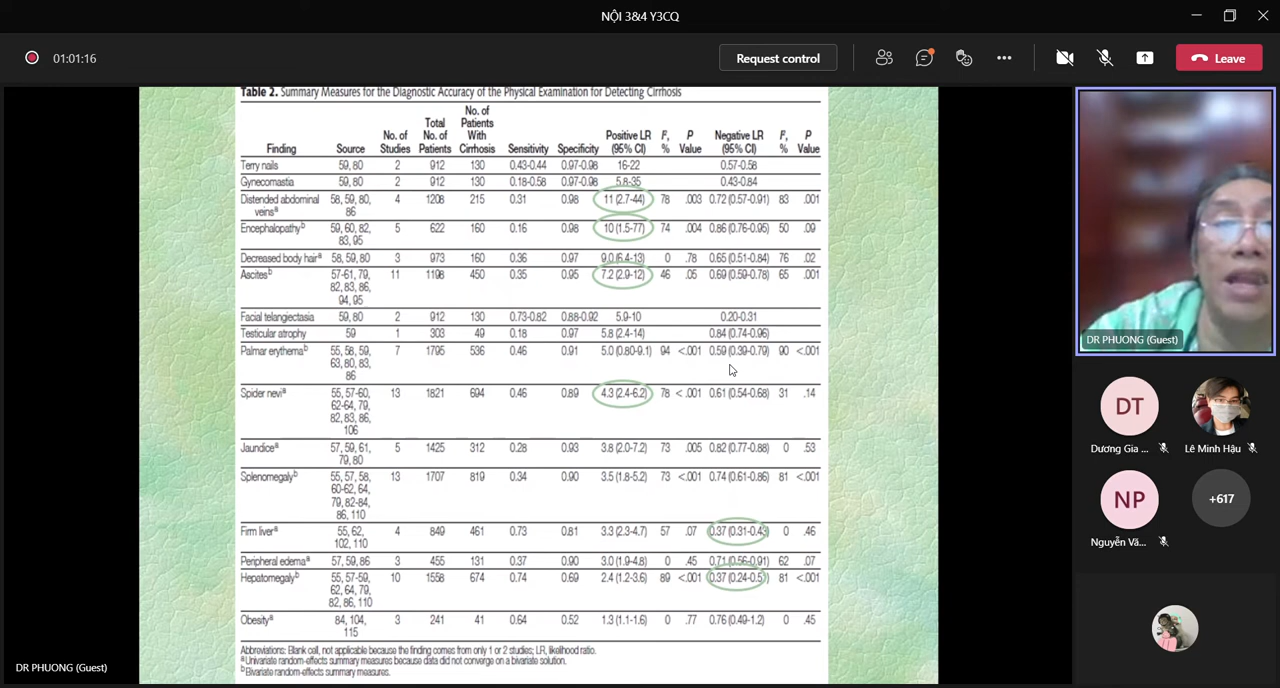 NỘI 3&4 Y3CQ
01:01:16
Request control
Leave
Table 2. Summary Measures for the Diagnostic Accuracy of the Physical Examination for Detecting Cirrhosis
Finding Source No. of Studies Total No. of Patients No. of Patients With Cirrhosis Sensitivity Specificity Positive LR (95% CI) I², % P Value Negative LR (95% CI) I², % P Value
Terry nails 59, 80 2 912 130 0.43-0.44 0.97-0.98 16-22 0.57-0.58
Gynecomastia 59, 80 2 912 130 0.18-0.58 0.97-0.98 5.8-35 0.43-0.84
Distended abdominal veinsᵃ 58, 59, 80, 86 4 1208 215 0.31 0.98 11 (2.7-44) 78 .003 0.72 (0.57-0.91) 83 .001
Encephalopathyᵇ 59, 60, 82, 83, 95 5 622 160 0.16 0.98 10 (1.5-77) 74 .004 0.86 (0.76-0.95) 50 .09
Decreased body hairᵃ 58, 59, 80 3 973 160 0.36 0.97 9.0 (6.4-13) 0 .78 0.65 (0.51-0.84) 76 .02
Ascitesᵇ 57-61, 79, 82, 83, 86, 94, 95 11 1198 450 0.35 0.95 7.2 (2.9-12) 46 .05 0.69 (0.59-0.78) 65 .001
Facial telangiectasia 59, 80 2 912 130 0.73-0.82 0.88-0.92 5.9-10 0.20-0.31
Testicular atrophy 59 1 303 49 0.18 0.97 5.8 (2.4-14) 0.84 (0.74-0.96)
Palmar erythemaᵇ 55, 58, 59, 63, 80, 83, 86 7 1795 536 0.46 0.91 5.0 (0.80-9.1) 94 <.001 0.59 (0.39-0.79) 90 <.001
Spider neviᵃ 55, 57-60, 62-64, 79, 82, 83, 86, 106 13 1821 694 0.46 0.89 4.3 (2.4-6.2) 78 < .001 0.61 (0.54-0.68) 31 .14
Jaundiceᵃ 57, 59, 61, 79, 80 5 1425 312 0.28 0.93 3.8 (2.0-7.2) 73 .005 0.82 (0.77-0.88) 0 .53
Splenomegalyᵇ 55, 57, 58, 60-62, 64, 79, 82-84, 86, 110 13 1707 819 0.34 0.90 3.5 (1.8-5.2) 73 <.001 0.74 (0.61-0.86) 81 <.001
Firm liverᵃ 55, 62, 102, 110 4 849 461 0.73 0.81 3.3 (2.3-4.7) 57 .07 0.37 (0.31-0.43) 0 .46
Peripheral edemaᵃ 57, 59, 86 3 455 131 0.37 0.90 3.0 (1.9-4.8) 0 .45 0.71 (0.56-0.91) 62 .07
Hepatomegalyᵇ 55, 57-59, 62, 64, 79, 82, 86, 110 10 1558 674 0.74 0.69 2.4 (1.2-3.6) 89 <.001 0.37 (0.24-0.51) 81 <.001
Obesityᵃ 84, 104, 115 3 241 41 0.64 0.52 1.3 (1.1-1.6) 0 .77 0.76 (0.49-1.2) 0 .45
Abbreviations: Blank cell, not applicable because the finding comes from only 1 or 2 studies; LR, likelihood ratio.
ᵃ Univariate random-effects summary measures because data did not converge on a bivariate solution.
ᵇ Bivariate random-effects summary measures.
DR PHUONG (Guest)
DR PHUONG (Guest)
DT
Dương Gia ...
Lê Minh Hậu
NP
Nguyễn Vă...
+617